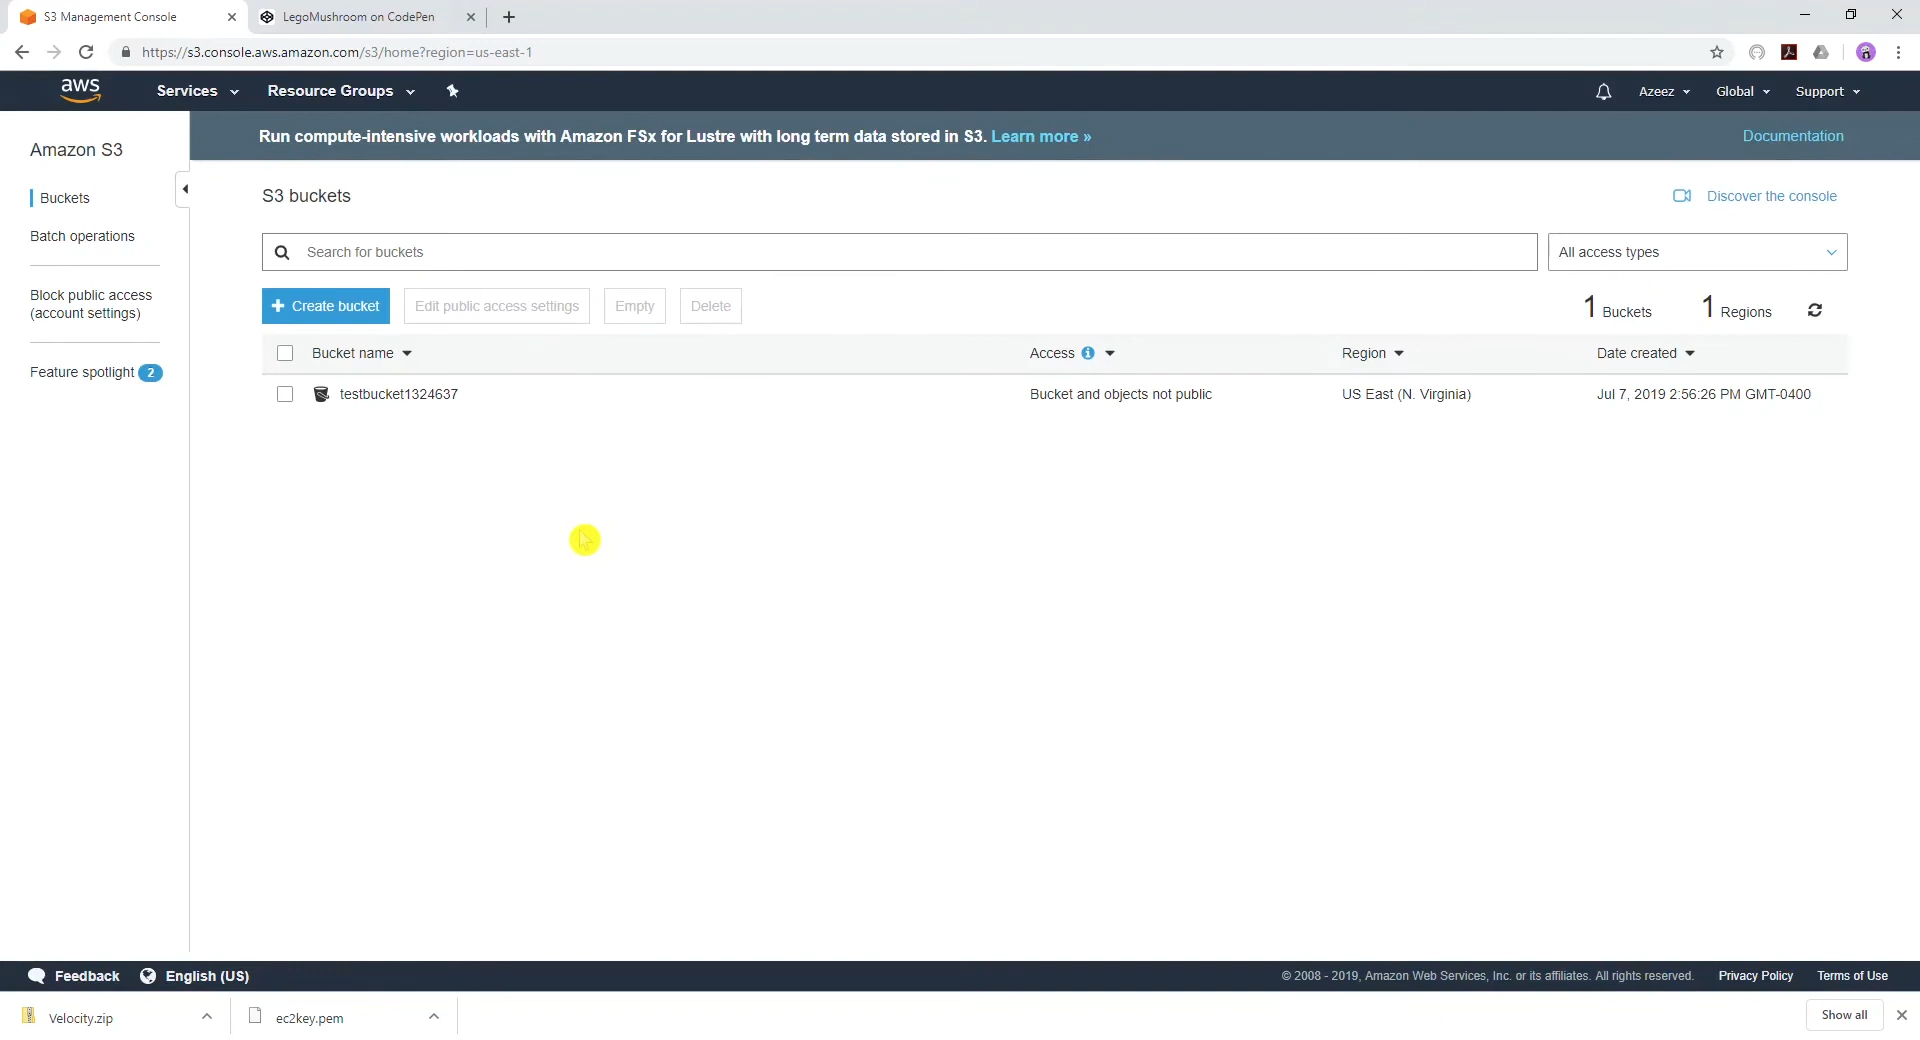 S3 Management Console
LegoMushroom on CodePen
https://s3.console.aws.amazon.com/s3/home?region=us-east-1
aws
Services
Resource Groups
Azeez
Global
Support
Run compute-intensive workloads with Amazon FSx for Lustre with long term data stored in S3. Learn more »
Documentation
Amazon S3
Buckets
Batch operations
Block public access
(account settings)
Feature spotlight 2
S3 buckets
Discover the console
Search for buckets
All access types
+ Create bucket
Edit public access settings
Empty
Delete
1 Buckets
1 Regions
Bucket name
Access
Region
Date created
testbucket1324637
Bucket and objects not public
US East (N. Virginia)
Jul 7, 2019 2:56:26 PM GMT-0400
Feedback
English (US)
© 2008 - 2019, Amazon Web Services, Inc. or its affiliates. All rights reserved.
Privacy Policy
Terms of Use
Velocity.zip
ec2key.pem
Show all